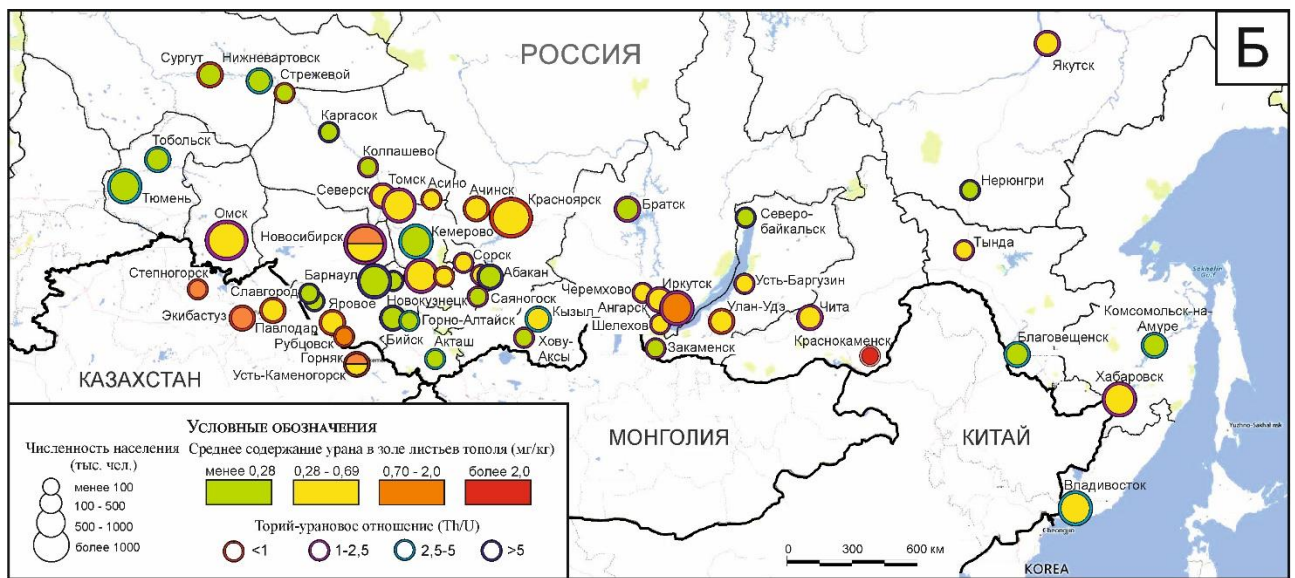 Б
РОССИЯ
Якутск
Сургут
Нижневартовск
Стрежевой
Каргасок
Тобольск
Колпашево
Тюмень
Северск
Томск
Асино
Ачинск
Красноярск
Братск
Нерюнгри
Северо-
байкальск
Омск
Новосибирск
Кемерово
Тында
Сорск
Барнаул
Абакан
Степногорск
Славгород
Яровое
Новокузнецк
Саяногорск
Черемхово
Иркутск
Усть-Баргузин
Ангарск
Улан-Удэ
Чита
Экибастуз
Павлодар
Горно-Алтайск
Кызыл
Шелехов
Комсомольск-на-
Амуре
Рубцовск
Бийск
Акташ
Хову-
Аксы
Закаменск
Краснокаменск
Благовещенск
Горняк
Усть-Каменогорск
Хабаровск
КАЗАХСТАН
МОНГОЛИЯ
КИТАЙ
Yuzhno-Sakhalinsk
Владивосток
Chongjin
KOREA
Условные обозначения
Численность населения
(тыс. чел.)
менее 100
100 - 500
500 - 1000
более 1000
Среднее содержание урана в золе листьев тополя (мг/кг)
менее 0,28
0,28 - 0,69
0,70 - 2,0
более 2,0
Торий-урановое отношение (Th/U)
<1
1-2,5
2,5-5
>5
0 300 600 км